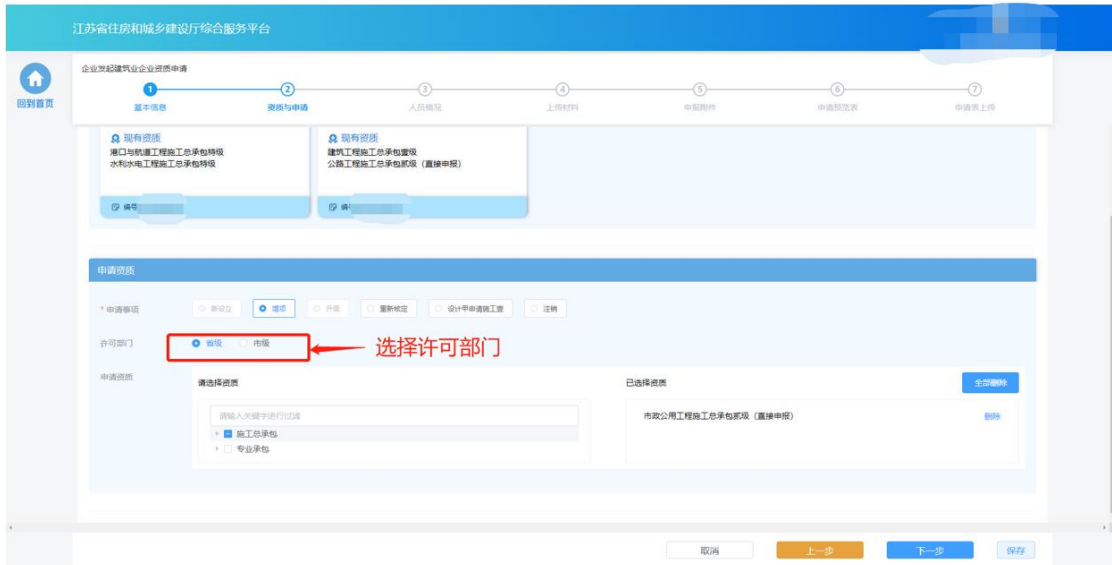 江苏省住房和城乡建设厅综合服务平台
回到首页
企业发起建筑业企业资质申请
1 2 3 4 5 6 7
基本信息 资质与申请 人员情况 上传材料 申报附件 申请预览表 申请表上传
现有资质
港口与航道工程施工总承包特级
水利水电工程施工总承包特级
编号
现有资质
建筑工程施工总承包壹级
公路工程施工总承包贰级（直接申报）
编号
申请资质
* 申请事项 新设立 增项 升级 重新核定 设计甲申请施工壹 注销
许可部门 省级 市级 选择许可部门
申请资质 请选择资质 已选择资质 全部删除
请输入关键字进行过滤
市政公用工程施工总承包贰级（直接申报） 删除
施工总承包
专业承包
取消 上一步 下一步 保存